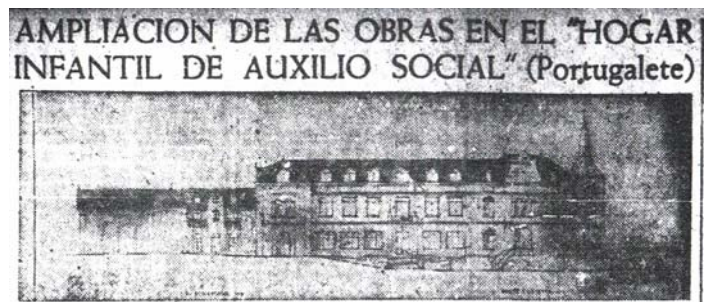 AMPLIACION DE LAS OBRAS EN EL "HOGAR
INFANTIL DE AUXILIO SOCIAL" (Portugalete)